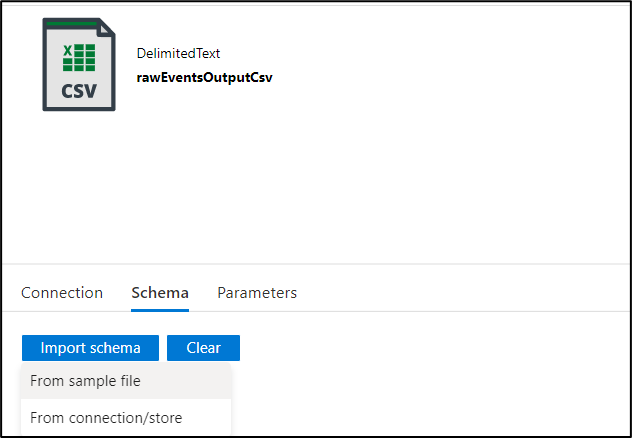 X
CSV
DelimitedText
rawEventsOutputCsv
Connection Schema Parameters
Import schema Clear
From sample file
From connection/store